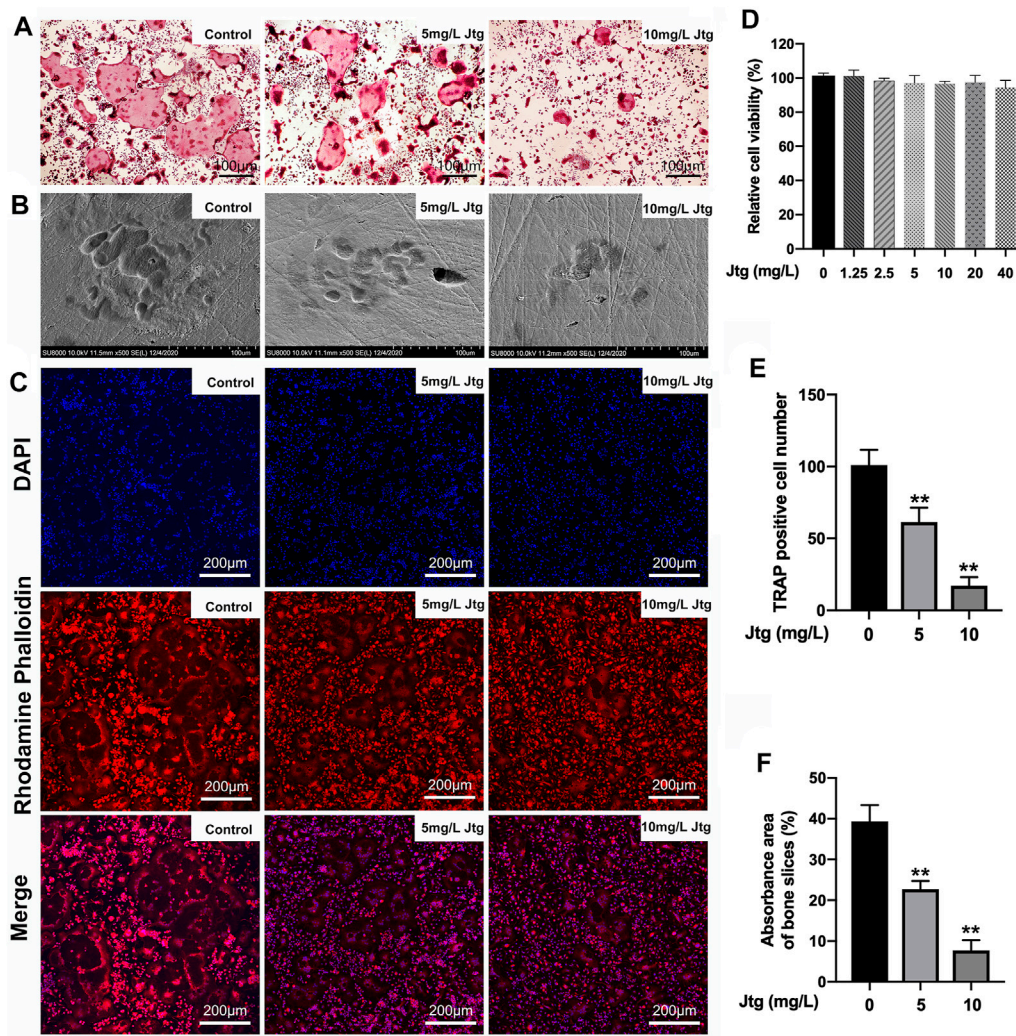 A
Control
5mg/L Jtg
10mg/L Jtg
100μm
100μm
100μm
B
Control
5mg/L Jtg
10mg/L Jtg
SU8000 10.0kV 11.5mm x500 SE(L) 12/4/2020
100um
SU8000 10.0kV 11.1mm x500 SE(L) 12/4/2020
100um
SU8000 10.0kV 11.2mm x500 SE(L) 12/4/2020
100um
C
DAPI
Control
5mg/L Jtg
10mg/L Jtg
200μm
200μm
200μm
Rhodamine Phalloidin
Control
5mg/L Jtg
10mg/L Jtg
200μm
200μm
200μm
Merge
Control
5mg/L Jtg
10mg/L Jtg
200μm
200μm
200μm
D
Relative cell viability (%)
120
100
80
60
40
20
0
Jtg (mg/L)
0 1.25 2.5 5 10 20 40
E
TRAP positive cell number
150
100
50
0
**
**
Jtg (mg/L)
0 5 10
F
Absorbance area
of bone slices (%)
50
40
30
20
10
0
**
**
Jtg (mg/L)
0 5 10